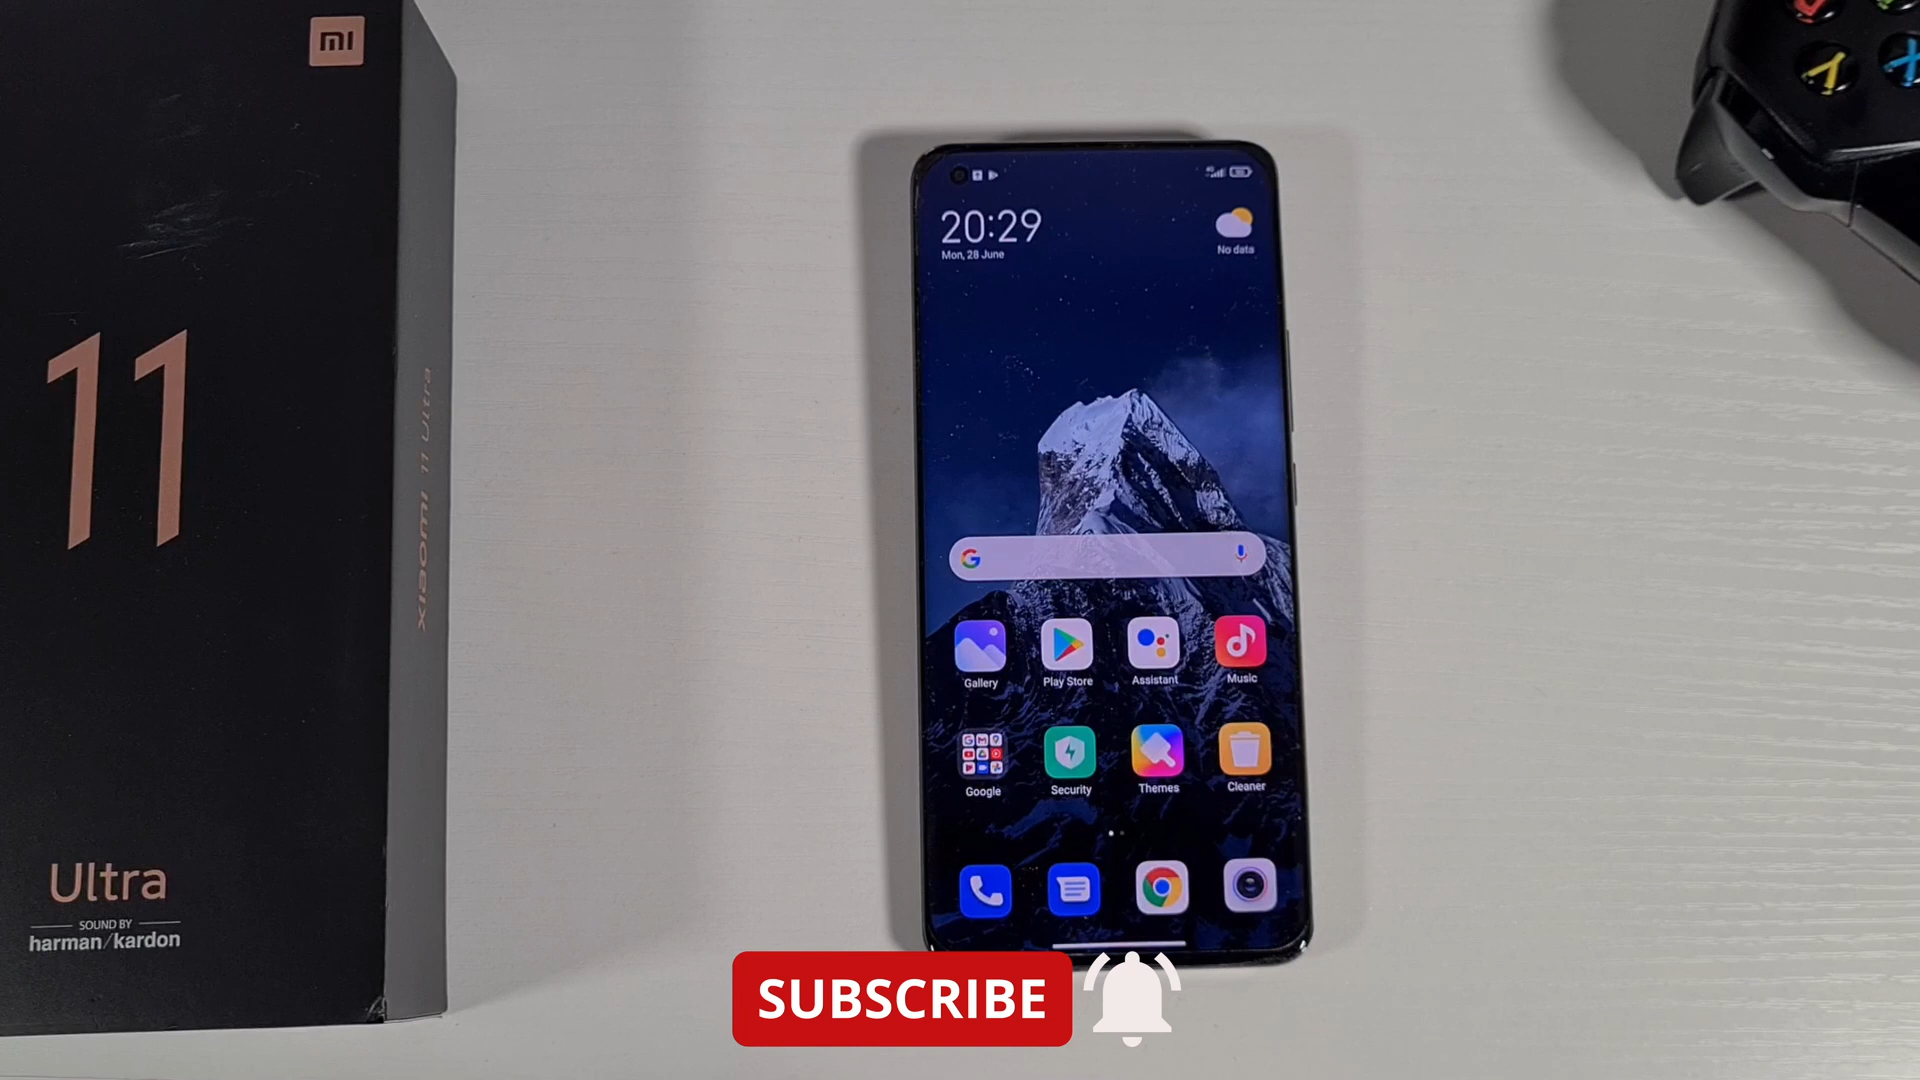 mi
11
xiaomi 11 Ultra
Ultra
SOUND BY
harman/kardon
20:29
Mon, 28 June
No data
Gallery
Play Store
Assistant
Music
Google
Security
Themes
Cleaner
Y
X
SUBSCRIBE